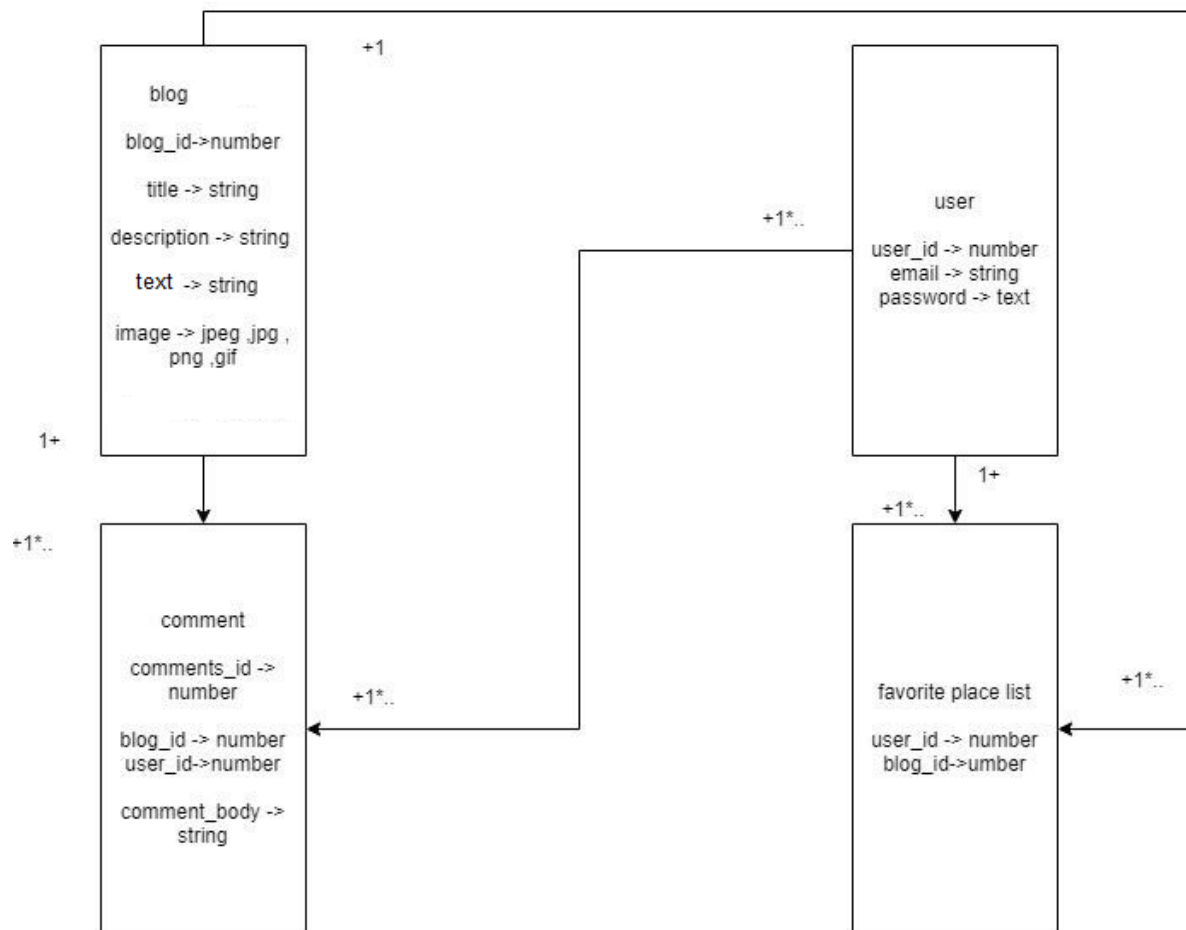 +1
blog
blog_id->number
title -> string
description -> string
text -> string
image -> jpeg ,jpg ,
png ,gif
1+
+1*..
user
user_id -> number
email -> string
password -> text
1+
+1*..
+1*..
comment
comments_id ->
number
blog_id -> number
user_id->number
comment_body ->
string
+1*..
favorite place list
user_id -> number
blog_id->umber
+1*..